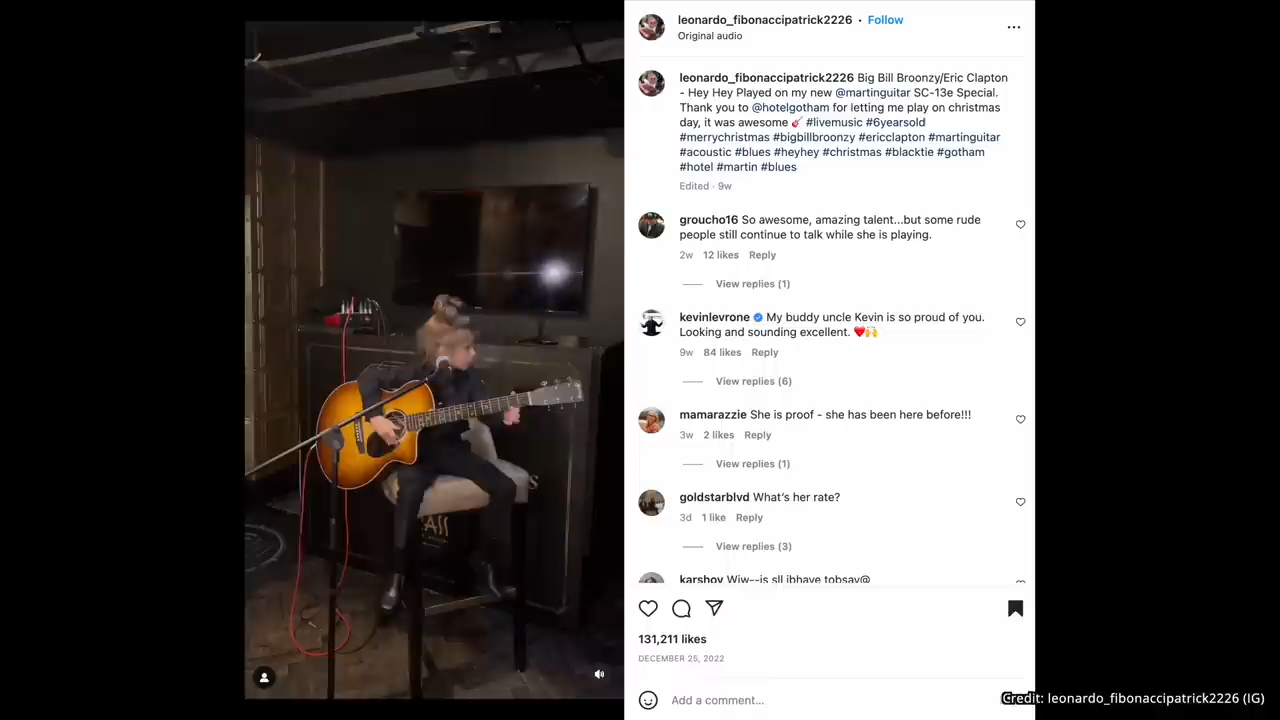 leonardo_fibonaccipatrick2226 • Follow
Original audio
leonardo_fibonaccipatrick2226 Big Bill Broonzy/Eric Clapton
- Hey Hey Played on my new @martinguitar SC-13e Special.
Thank you to @hotelgotham for letting me play on christmas
day, it was awesome 🎸 #livemusic #6yearsold
#merrychristmas #bigbillbroonzy #ericclapton #martinguitar
#acoustic #blues #heyhey #christmas #blacktie #gotham
#hotel #martin #blues
Edited · 9w
groucho16 So awesome, amazing talent...but some rude
people still continue to talk while she is playing.
2w 12 likes Reply
View replies (1)
kevinlevrone My buddy uncle Kevin is so proud of you.
Looking and sounding excellent. ❤️🙌
9w 84 likes Reply
View replies (6)
mamarazzie She is proof - she has been here before!!!
3w 2 likes Reply
View replies (1)
goldstarblvd What's her rate?
3d 1 like Reply
View replies (3)
karshov Wiw--is sll ibhave tobsay@
131,211 likes
DECEMBER 25, 2022
Add a comment...
Credit: leonardo_fibonaccipatrick2226 (IG)